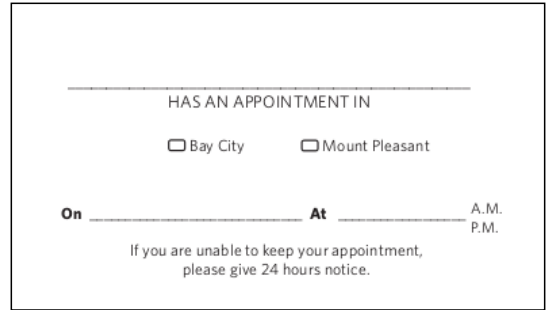 HAS AN APPOINTMENT IN
Bay City Mount Pleasant
On At A.M.
P.M.
If you are unable to keep your appointment,
please give 24 hours notice.